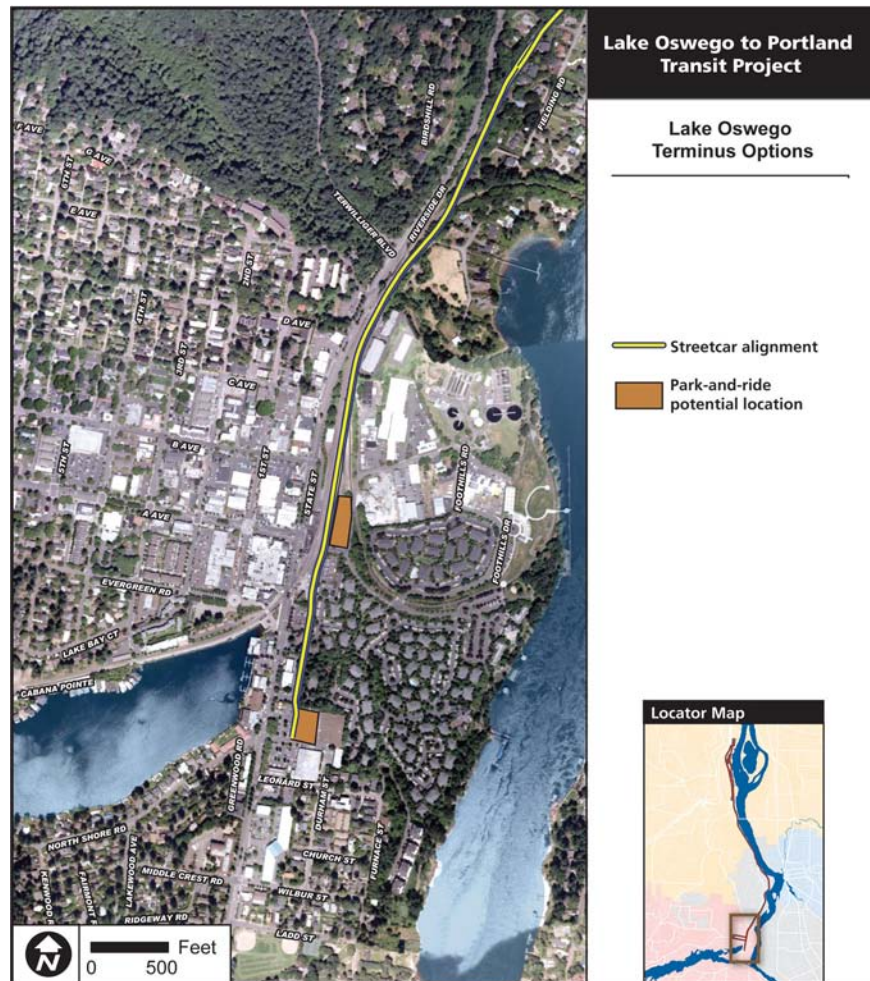 Lake Oswego to Portland
Transit Project
Lake Oswego
Terminus Options
Streetcar alignment
Park-and-ride
potential location
Locator Map
F AVE
G AVE
6TH ST
E AVE
BIRDSHILL RD
FIELDING RD
TERWILLIGER BLVD
RIVERSIDE DR
2ND ST
4TH ST
D AVE
3RD ST
C AVE
B AVE
5TH ST
1ST ST
STATE ST
FOOTHILLS RD
A AVE
FOOTHILLS DR
EVERGREEN RD
LAKE BAY CT
CABANA POINTE
GREENWOOD RD
LEONARD ST
DURHAM ST
NORTH SHORE RD
LAKEWOOD AVE
CHURCH ST
FURNACE ST
MIDDLE CREST RD
KENWOOD R
FAIRMONT R
WILBUR ST
RIDGEWAY RD
LADD ST
N
Feet
0 500